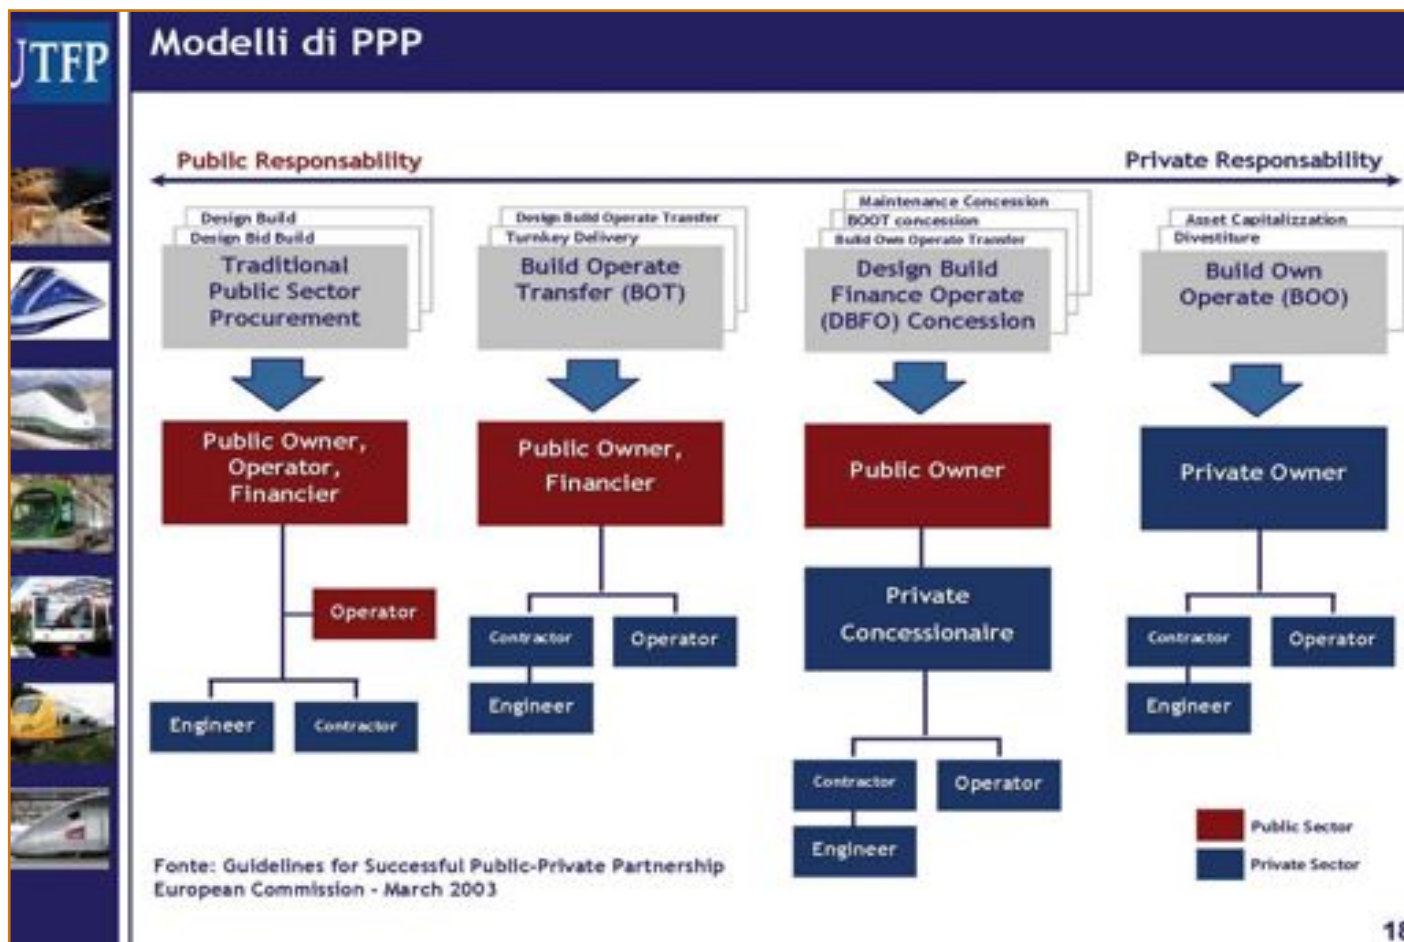 UTFP
Modelli di PPP
Public Responsability
Private Responsability
Design Build
Design Bid Build
Traditional
Public Sector
Procurement
Design Build Operate Transfer
Turnkey Delivery
Build Operate
Transfer (BOT)
Maintenance Concession
BOOT concession
Build Own Operate Transfer
Design Build
Finance Operate
(DBFO) Concession
Asset Capitalizzation
Divestiture
Build Own
Operate (BOO)
Public Owner,
Operator,
Financier
Operator
Engineer
Contractor
Public Owner,
Financier
Contractor
Operator
Engineer
Public Owner
Private
Concessionaire
Contractor
Operator
Engineer
Private Owner
Contractor
Operator
Engineer
Public Sector
Private Sector
Fonte: Guidelines for Successful Public-Private Partnership
European Commission - March 2003
18